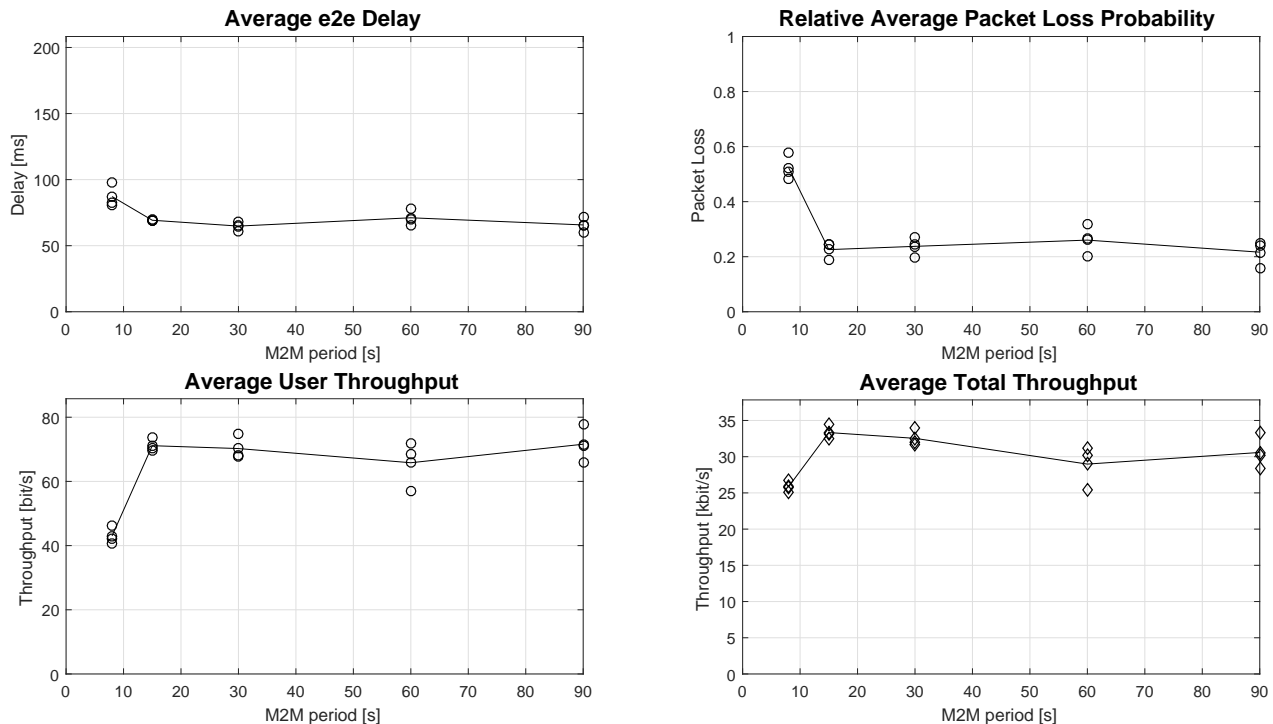 Average e2e Delay
Delay [ms]
200
150
100
50
0
0 10 20 30 40 50 60 70 80 90
M2M period [s]
Relative Average Packet Loss Probability
Packet Loss
1
0.8
0.6
0.4
0.2
0
0 10 20 30 40 50 60 70 80 90
M2M period [s]
Average User Throughput
Throughput [bit/s]
80
60
40
20
0
0 10 20 30 40 50 60 70 80 90
M2M period [s]
Average Total Throughput
Throughput [kbit/s]
35
30
25
20
15
10
5
0
0 10 20 30 40 50 60 70 80 90
M2M period [s]